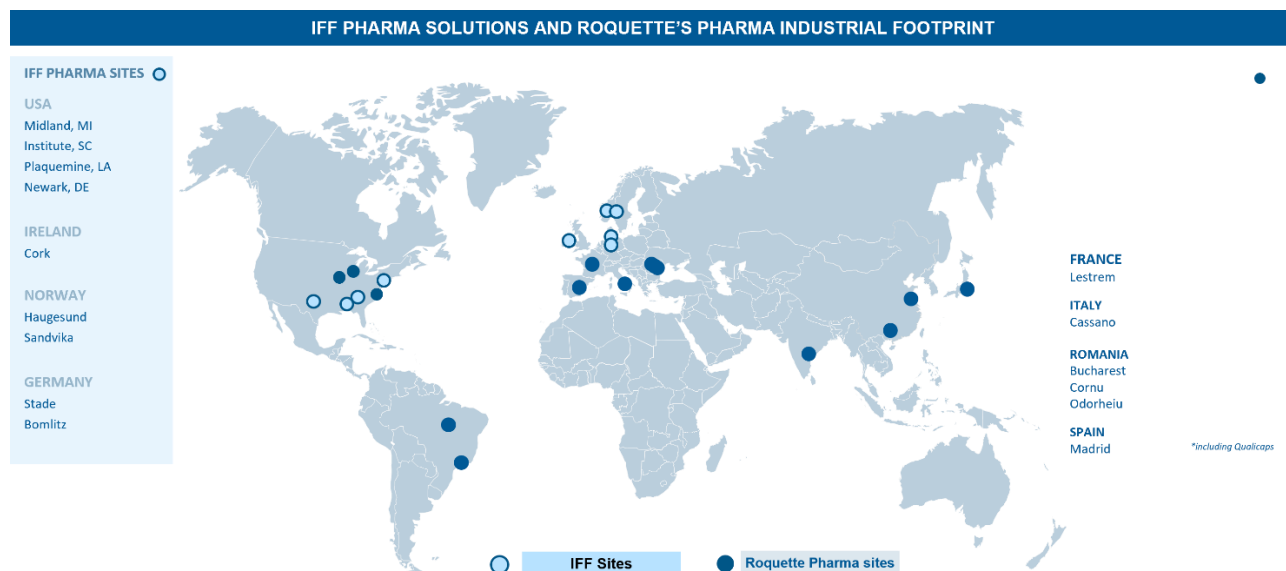 IFF PHARMA SOLUTIONS AND ROQUETTE'S PHARMA INDUSTRIAL FOOTPRINT
IFF PHARMA SITES
USA
Midland, MI
Institute, SC
Plaquemine, LA
Newark, DE
IRELAND
Cork
NORWAY
Haugesund
Sandvika
GERMANY
Stade
Bomlitz
FRANCE
Lestrem
ITALY
Cassano
ROMANIA
Bucharest
Cornu
Odorheiu
SPAIN
Madrid
*including Qualicaps
IFF Sites
Roquette Pharma sites